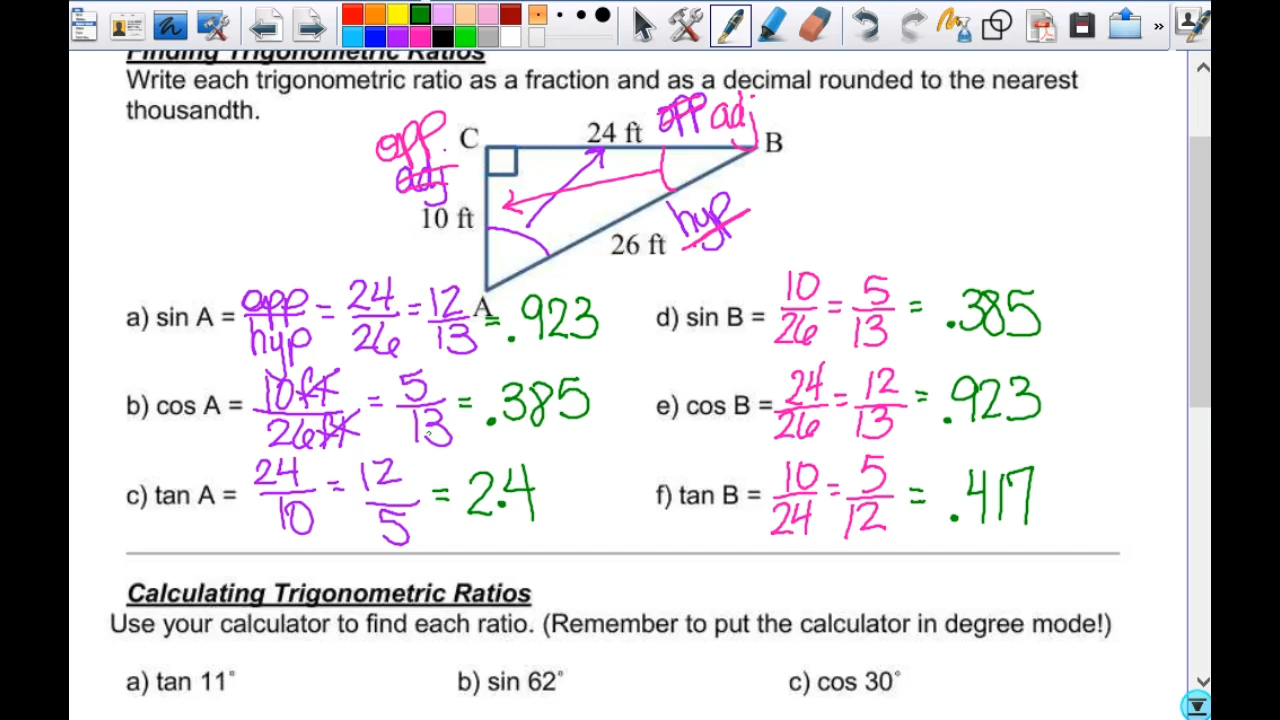 Finding Trigonometric Ratios
Write each trigonometric ratio as a fraction and as a decimal rounded to the nearest
thousandth.
opp adj
opp. C 24 ft B
adj
10 ft hyp
26 ft
A
a) sin A = opp/hyp = 24/26 = 12/13 = .923 d) sin B = 10/26 = 5/13 = .385
b) cos A = 10ft/26ft = 5/13 = .385 e) cos B = 24/26 = 12/13 = .923
c) tan A = 24/10 = 12/5 = 2.4 f) tan B = 10/24 = 5/12 = .417
Calculating Trigonometric Ratios
Use your calculator to find each ratio. (Remember to put the calculator in degree mode!)
a) tan 11° b) sin 62° c) cos 30°